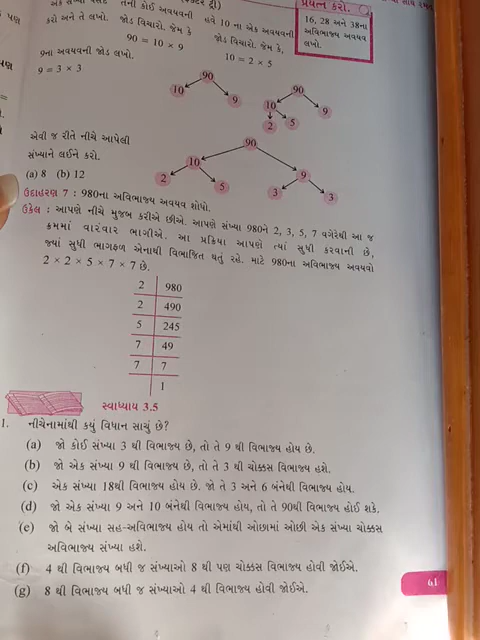 કરો અને તે લખો.
જોડ વિચારો. જેમ કે
90 = 10 × 9
હવે 10 ના એક અવયવની
જોડ વિચારો. જેમ કે,
10 = 2 × 5
પ્રયત્ન કરો.
16, 28 અને 38ના
અવિભાજ્ય અવયવ
લખો.
9ના અવયવની જોડ લખો.
9 = 3 × 3
90
10 9
90
10 9
2 5
એવી જ રીતે નીચે આપેલી
સંખ્યાને લઈને કરો.
(a) 8 (b) 12
90
10 9
2 5 3 3
ઉદાહરણ 7 : 980ના અવિભાજ્ય અવયવ શોધો.
ઉકેલ : આપણે નીચે મુજબ કરીએ છીએ. આપણે સંખ્યા 980ને 2, 3, 5, 7 વગેરેથી આ જ
ક્રમમાં વારંવાર ભાગીએ. આ પ્રક્રિયા આપણે ત્યાં સુધી કરવાની છે,
જ્યાં સુધી ભાગફળ એનાથી વિભાજિત થતું રહે. માટે 980ના અવિભાજ્ય અવયવો
2 × 2 × 5 × 7 × 7 છે.
2 980
2 490
5 245
7 49
7 7
1
સ્વાધ્યાય 3.5
1. નીચેનામાંથી કયું વિધાન સાચું છે?
(a) જો કોઈ સંખ્યા 3 થી વિભાજ્ય છે, તો તે 9 થી વિભાજ્ય હોય છે.
(b) જો એક સંખ્યા 9 થી વિભાજ્ય છે, તો તે 3 થી ચોક્કસ વિભાજ્ય હશે.
(c) એક સંખ્યા 18થી વિભાજ્ય હોય છે. જો તે 3 અને 6 બંનેથી વિભાજ્ય હોય.
(d) જો એક સંખ્યા 9 અને 10 બંનેથી વિભાજ્ય હોય, તો તે 90થી વિભાજ્ય હોઈ શકે.
(e) જો બે સંખ્યા સહ-અવિભાજ્ય હોય તો એમાંથી ઓછામાં ઓછી એક સંખ્યા ચોક્કસ
અવિભાજ્ય સંખ્યા હશે.
(f) 4 થી વિભાજ્ય બધી જ સંખ્યાઓ 8 થી પણ ચોક્કસ વિભાજ્ય હોવી જોઈએ.
(g) 8 થી વિભાજ્ય બધી જ સંખ્યાઓ 4 થી વિભાજ્ય હોવી જોઈએ.
61